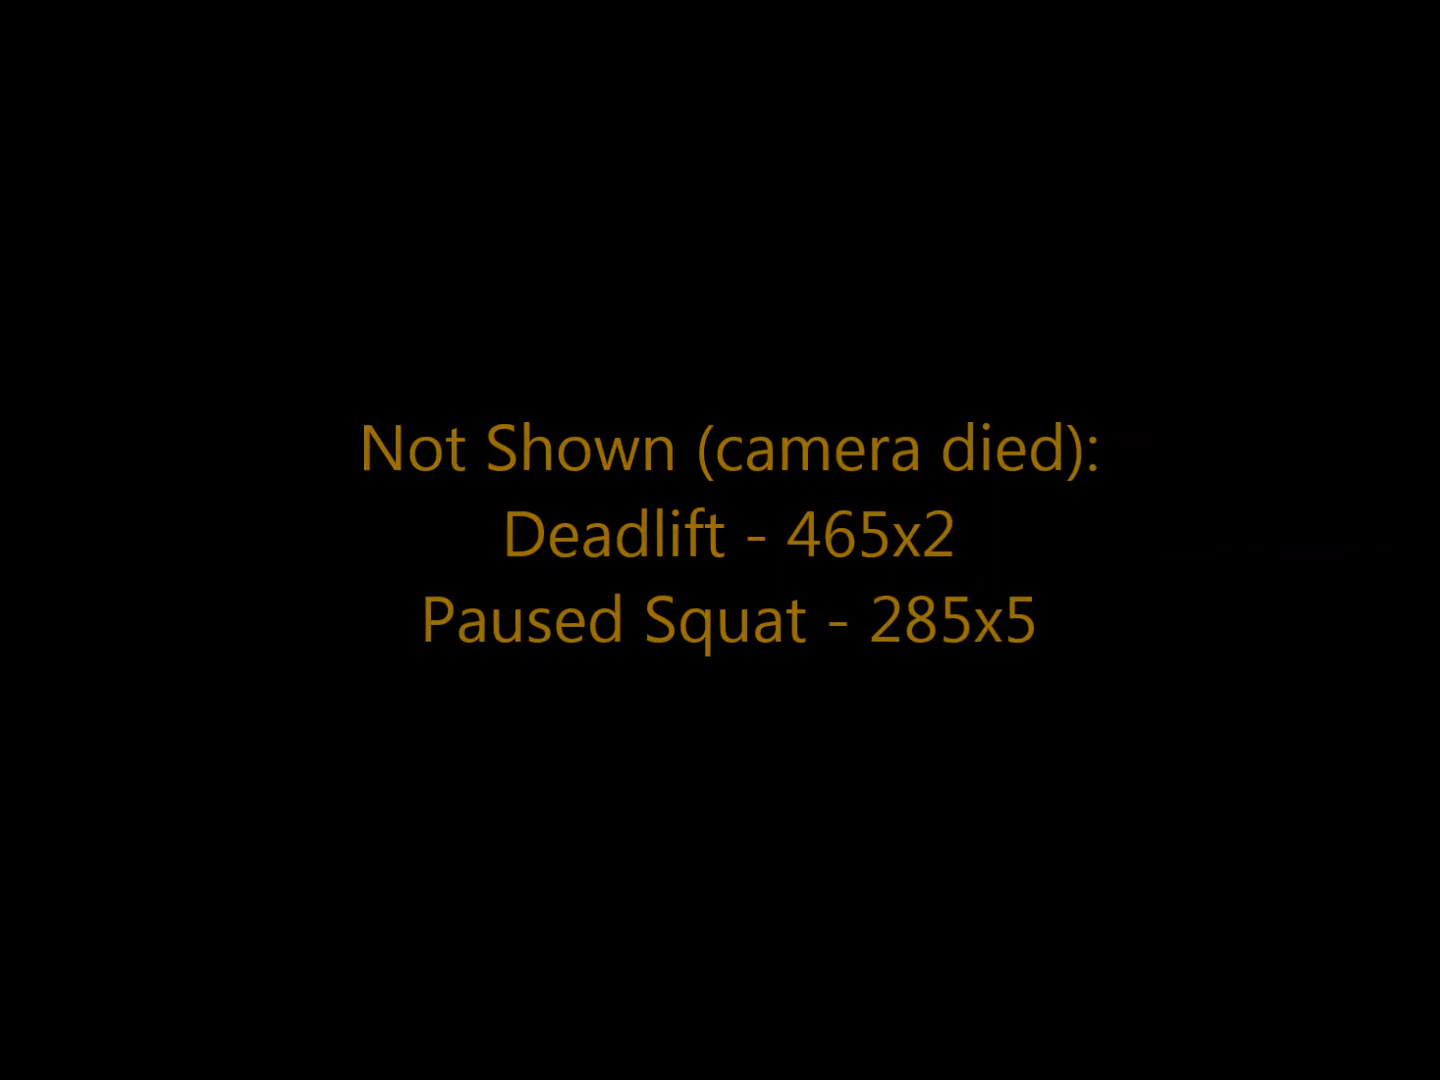 Not Shown (camera died):
Deadlift - 465x2
Paused Squat - 285x5